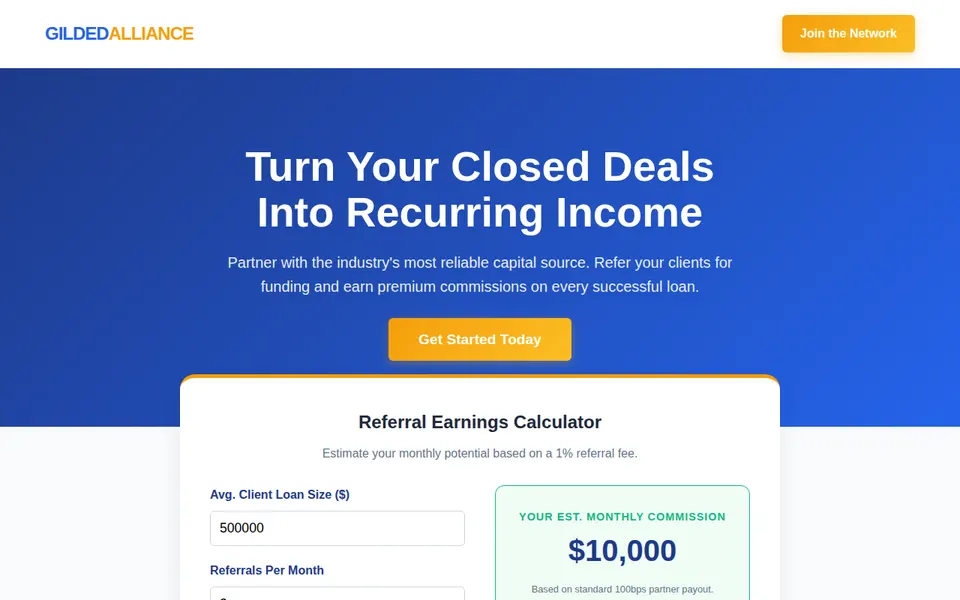 GILDEDALLIANCE
Join the Network
Turn Your Closed Deals
Into Recurring Income
Partner with the industry's most reliable capital source. Refer your clients for
funding and earn premium commissions on every successful loan.
Get Started Today
Referral Earnings Calculator
Estimate your monthly potential based on a 1% referral fee.
Avg. Client Loan Size ($)
500000
Referrals Per Month
YOUR EST. MONTHLY COMMISSION
$10,000
Based on standard 100bps partner payout.